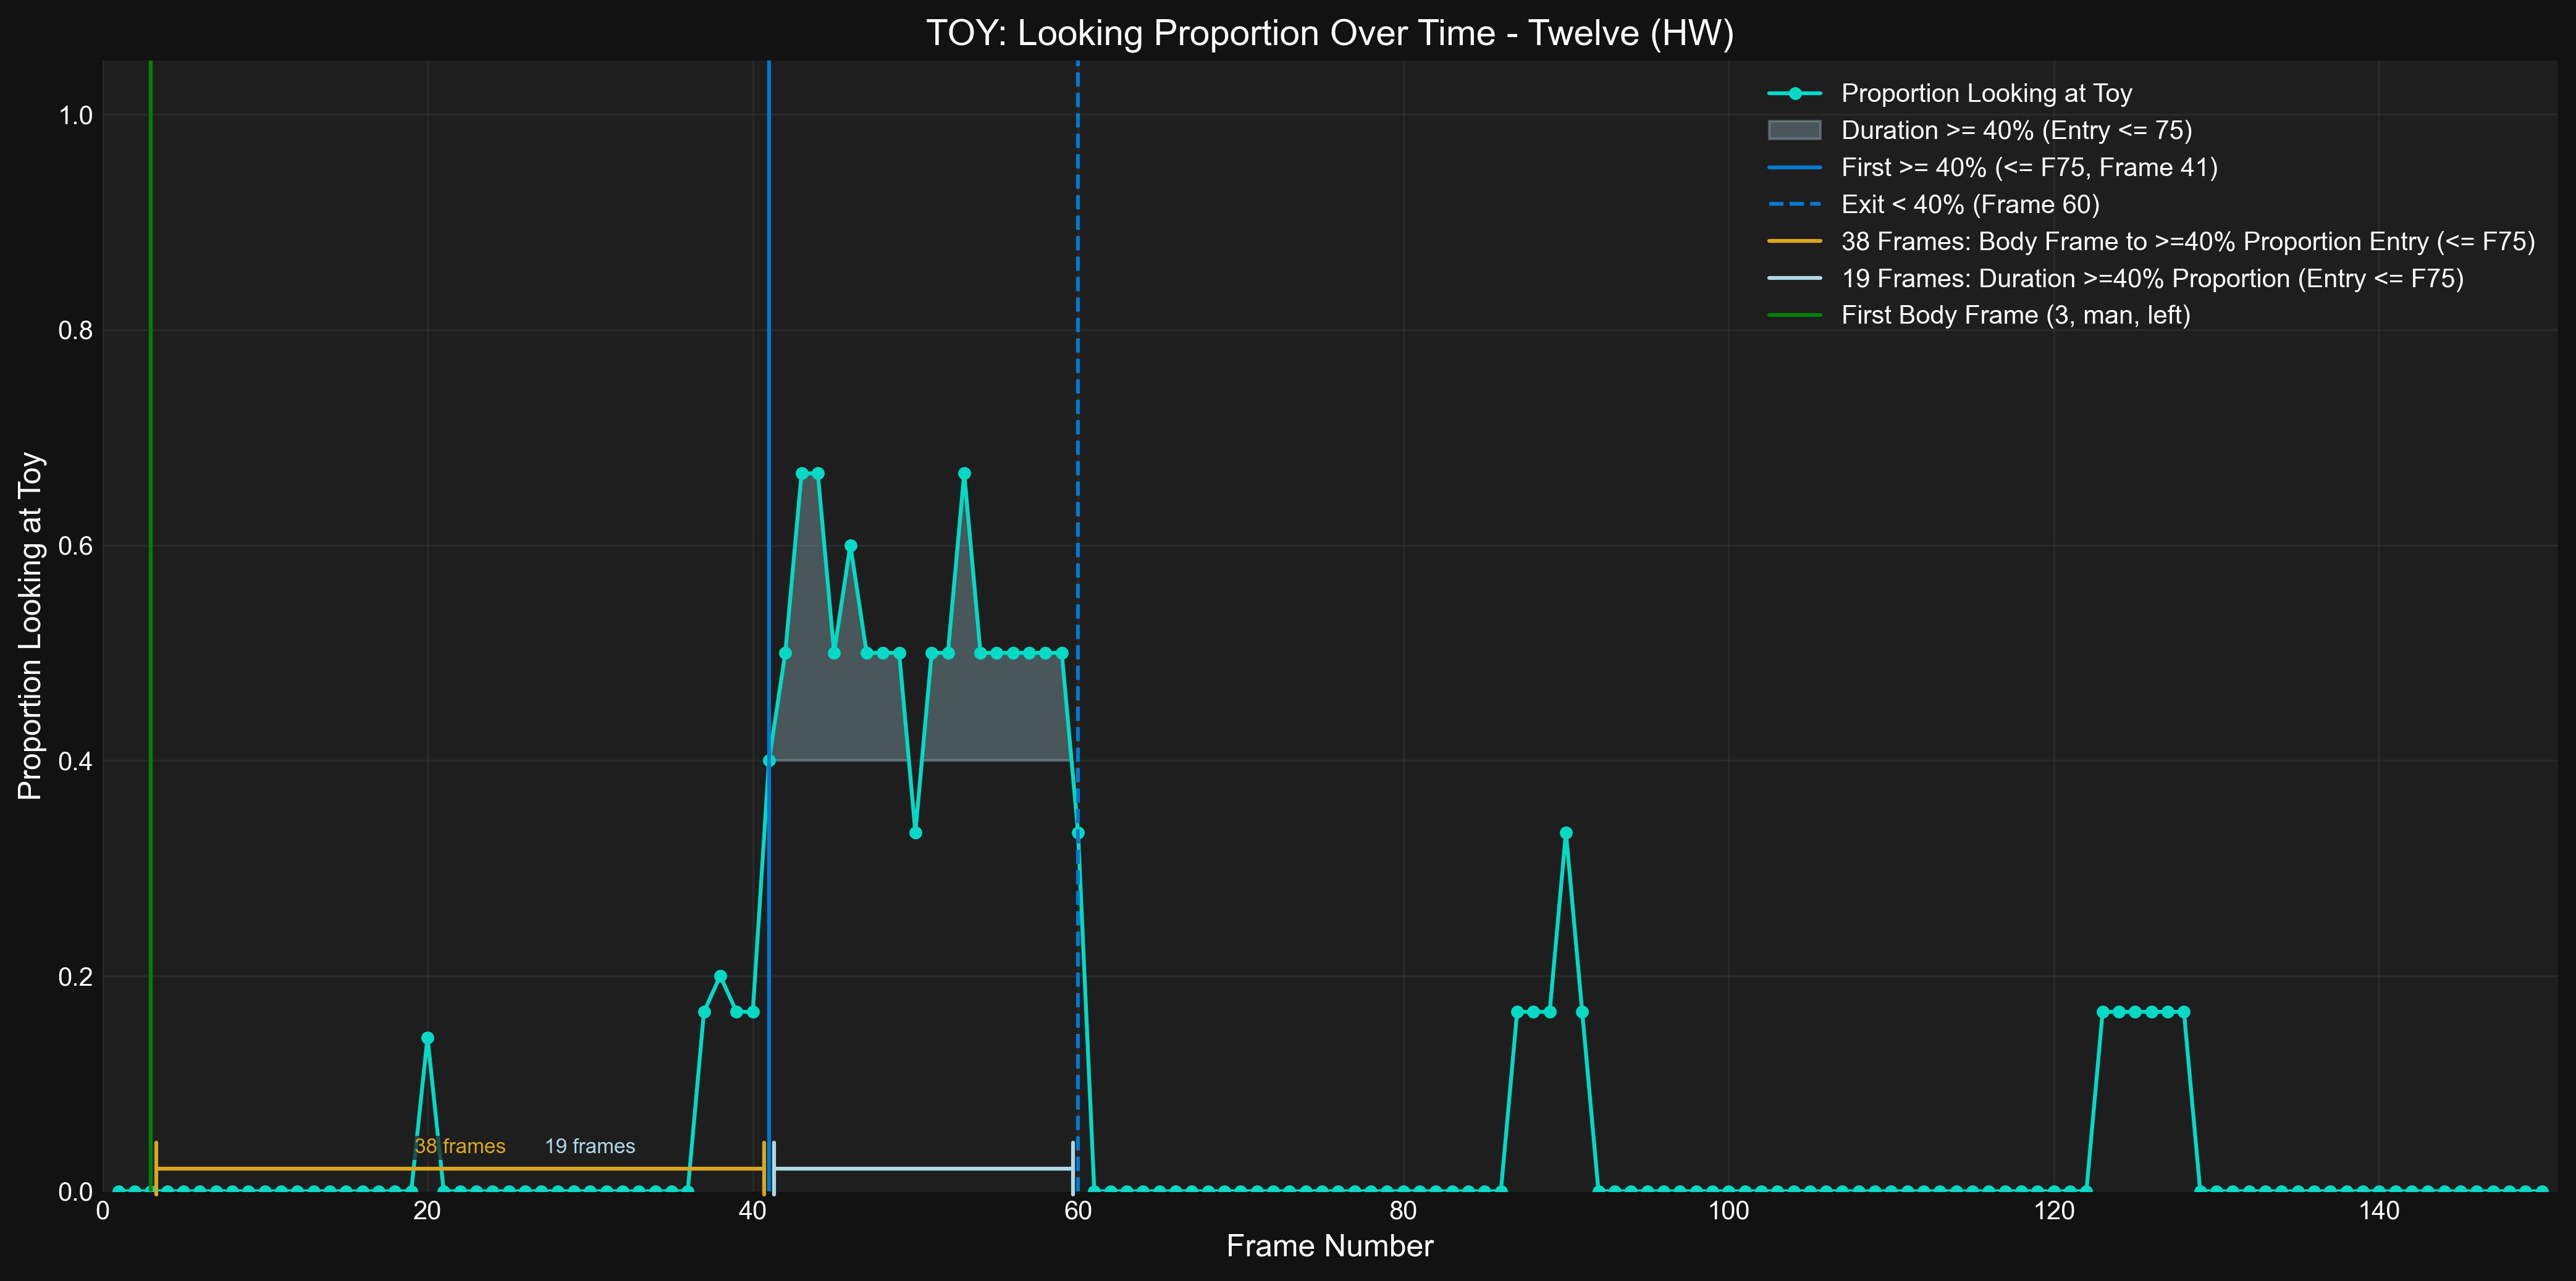 TOY: Looking Proportion Over Time - Twelve (HW)
Proportion Looking at Toy
1.0
0.8
0.6
0.4
0.2
0.0
Proportion Looking at Toy
Duration >= 40% (Entry <= 75)
First >= 40% (<= F75, Frame 41)
Exit < 40% (Frame 60)
38 Frames: Body Frame to >=40% Proportion Entry (<= F75)
19 Frames: Duration >=40% Proportion (Entry <= F75)
First Body Frame (3, man, left)
38 frames
19 frames
0
20
40
60
80
100
120
140
Frame Number